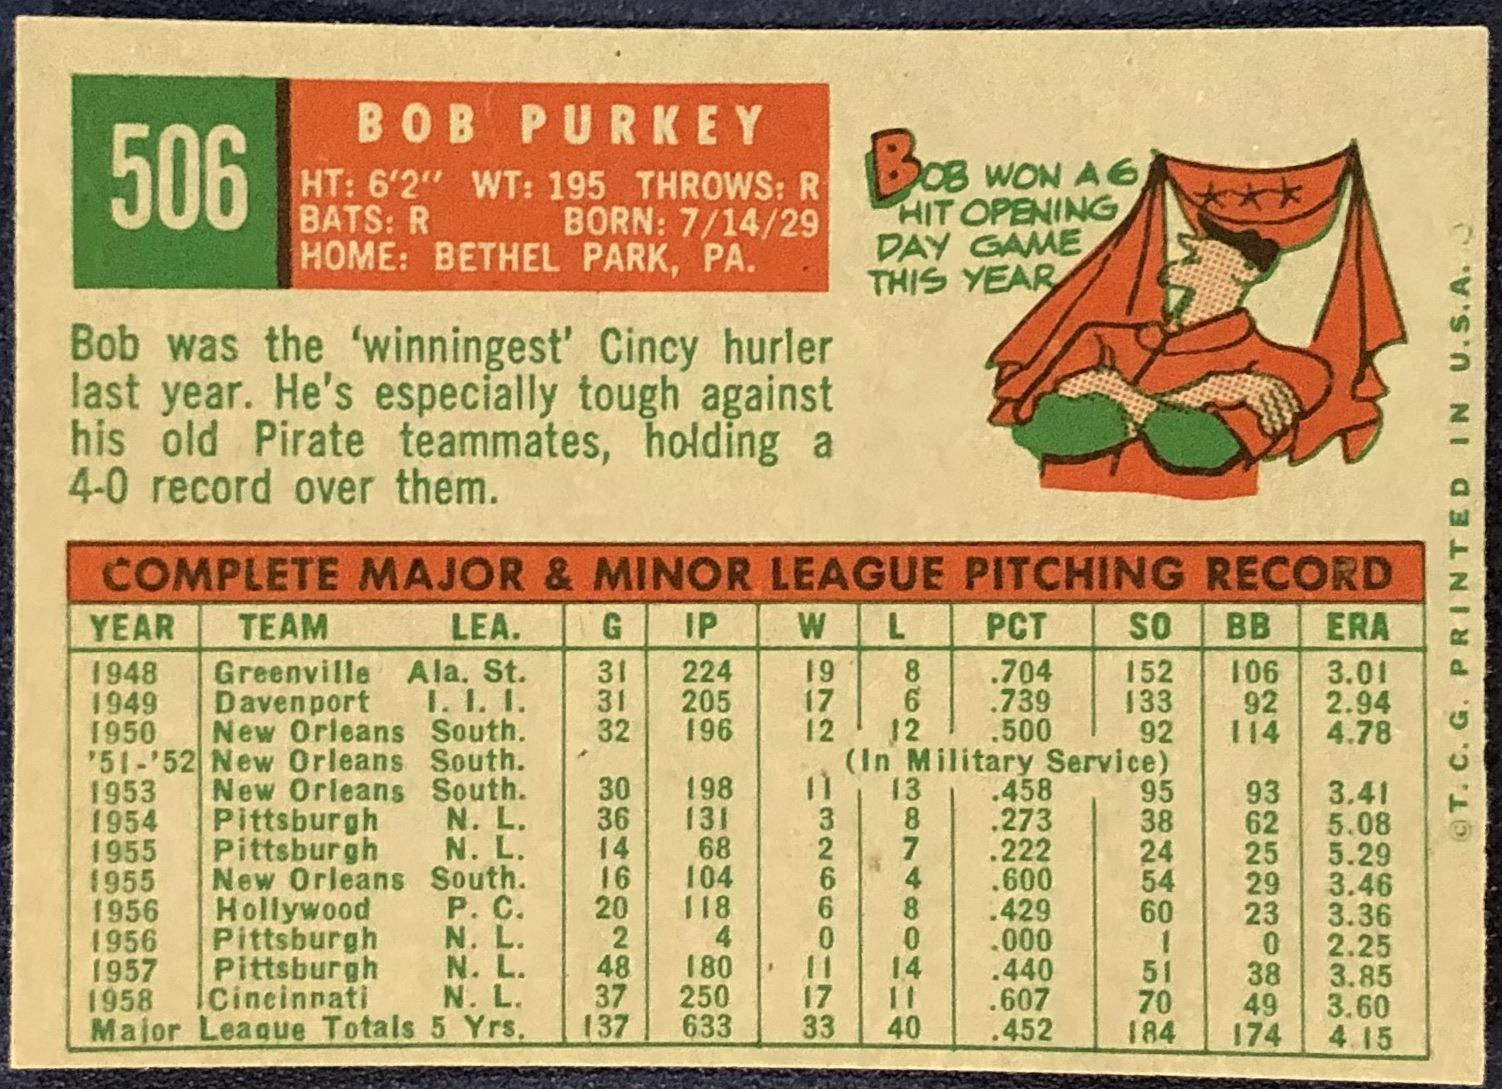 506
BOB PURKEY
HT: 6'2" WT: 195 THROWS: R
BATS: R BORN: 7/14/29
HOME: BETHEL PARK, PA.
BOB WON A 6
HIT OPENING
DAY GAME
THIS YEAR
Bob was the 'winningest' Cincy hurler
last year. He's especially tough against
his old Pirate teammates, holding a
4-0 record over them.
COMPLETE MAJOR & MINOR LEAGUE PITCHING RECORD
YEAR TEAM LEA. G IP W L PCT SO BB ERA
1948 Greenville Ala. St. 31 224 19 8 .704 152 106 3.01
1949 Davenport I. I. I. 31 205 17 6 .739 133 92 2.94
1950 New Orleans South. 32 196 12 12 .500 92 114 4.78
'51-'52 New Orleans South. (In Military Service)
1953 New Orleans South. 30 198 11 13 .458 95 93 3.41
1954 Pittsburgh N. L. 36 131 3 8 .273 38 62 5.08
1955 Pittsburgh N. L. 14 68 2 7 .222 24 25 5.29
1955 New Orleans South. 16 104 6 4 .600 54 29 3.46
1956 Hollywood P. C. 20 118 6 8 .429 60 23 3.36
1956 Pittsburgh N. L. 2 4 0 0 .000 1 0 2.25
1957 Pittsburgh N. L. 48 180 11 14 .440 51 38 3.85
1958 Cincinnati N. L. 37 250 17 11 .607 70 49 3.60
Major League Totals 5 Yrs. 137 633 33 40 .452 184 174 4.15
©T.C.G. PRINTED IN U.S.A.